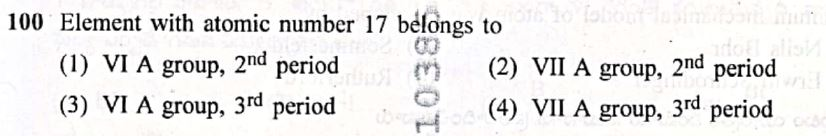 100 Element with atomic number 17 belongs to
(1) VI A group, 2nd period (2) VII A group, 2nd period
(3) VI A group, 3rd period (4) VII A group, 3rd period